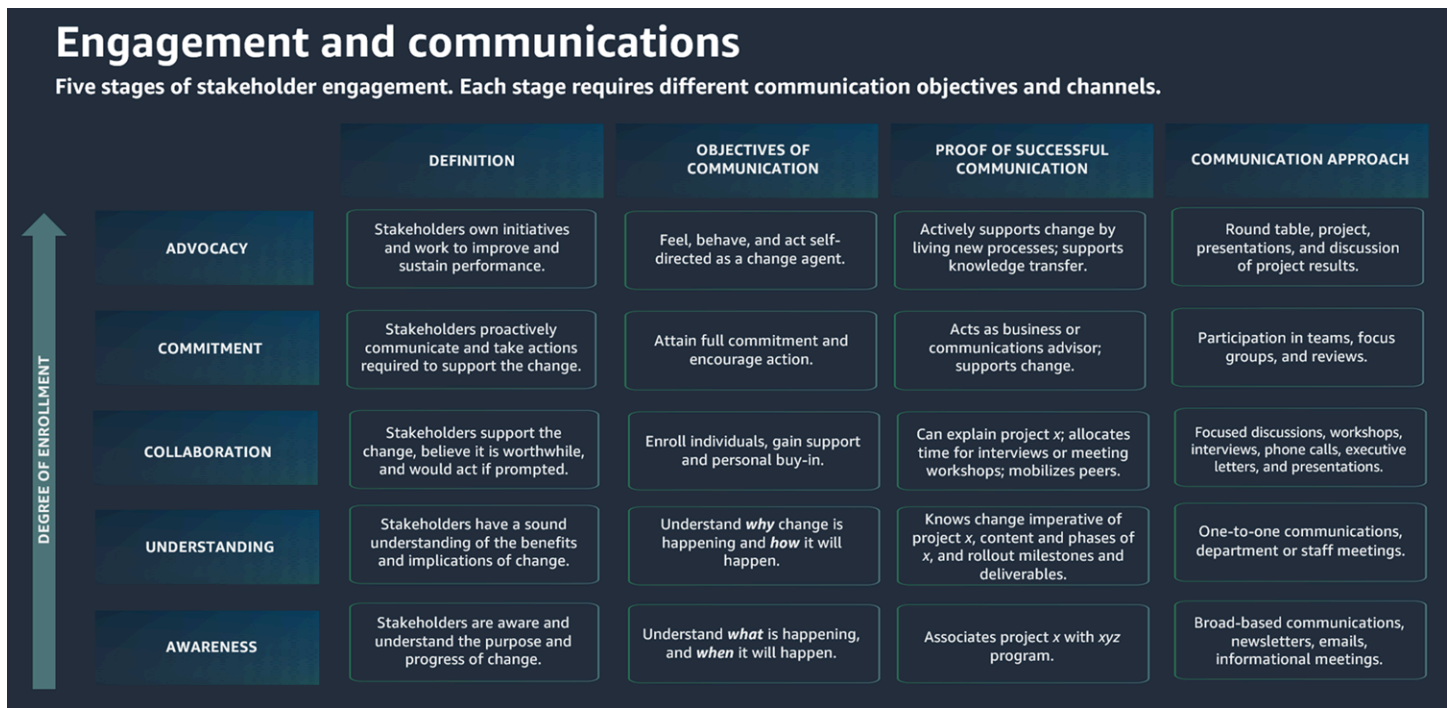 Engagement and communications
Five stages of stakeholder engagement. Each stage requires different communication objectives and channels.
DEFINITION
OBJECTIVES OF
COMMUNICATION
PROOF OF SUCCESSFUL
COMMUNICATION
COMMUNICATION APPROACH
DEGREE OF ENROLLMENT
ADVOCACY
Stakeholders own initiatives
and work to improve and
sustain performance.
Feel, behave, and act self-
directed as a change agent.
Actively supports change by
living new processes; supports
knowledge transfer.
Round table, project,
presentations, and discussion
of project results.
COMMITMENT
Stakeholders proactively
communicate and take actions
required to support the change.
Attain full commitment and
encourage action.
Acts as business or
communications advisor;
supports change.
Participation in teams, focus
groups, and reviews.
COLLABORATION
Stakeholders support the
change, believe it is worthwhile,
and would act if prompted.
Enroll individuals, gain support
and personal buy-in.
Can explain project x; allocates
time for interviews or meeting
workshops; mobilizes peers.
Focused discussions, workshops,
interviews, phone calls, executive
letters, and presentations.
UNDERSTANDING
Stakeholders have a sound
understanding of the benefits
and implications of change.
Understand why change is
happening and how it will
happen.
Knows change imperative of
project x, content and phases of
x, and rollout milestones and
deliverables.
One-to-one communications,
department or staff meetings.
AWARENESS
Stakeholders are aware and
understand the purpose and
progress of change.
Understand what is happening,
and when it will happen.
Associates project x with xyz
program.
Broad-based communications,
newsletters, emails,
informational meetings.